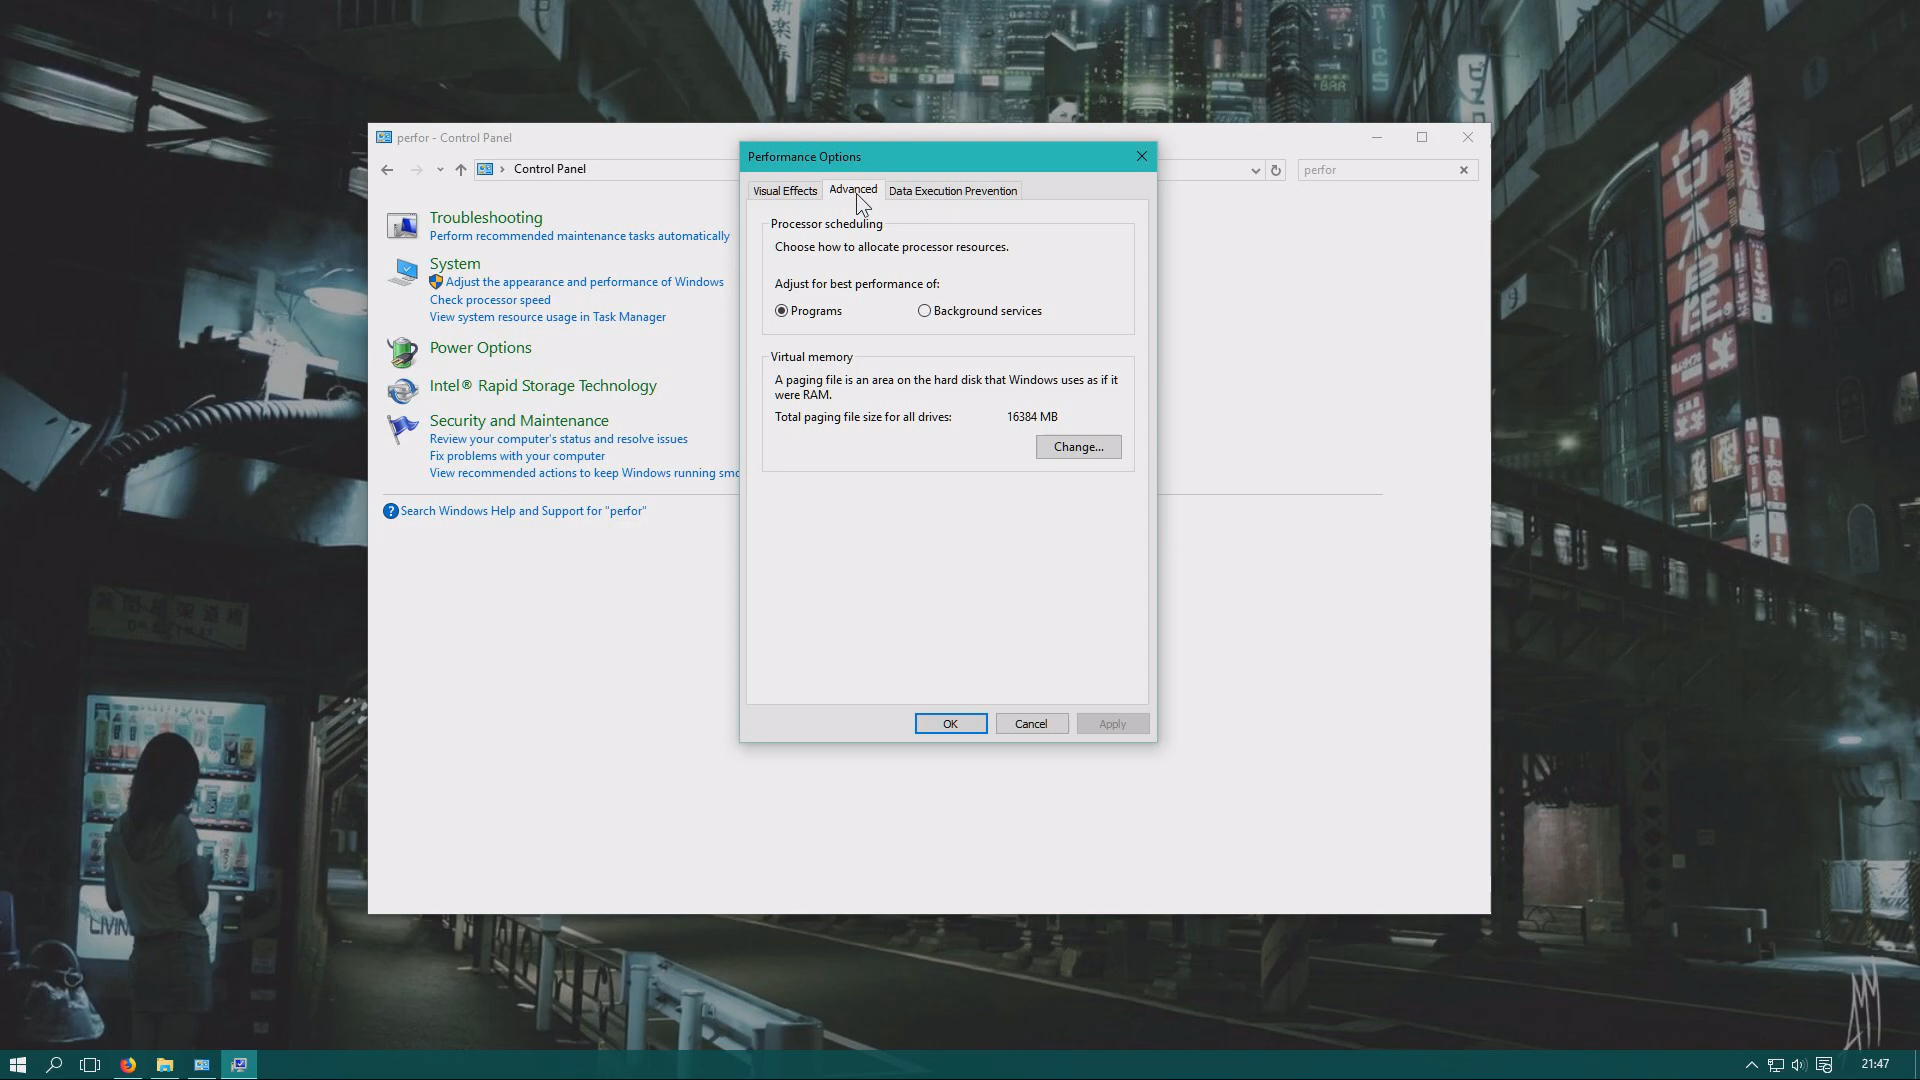 perfor - Control Panel
Control Panel
perfor
Troubleshooting
Perform recommended maintenance tasks automatically
System
Adjust the appearance and performance of Windows
Check processor speed
View system resource usage in Task Manager
Power Options
Intel® Rapid Storage Technology
Security and Maintenance
Review your computer's status and resolve issues
Fix problems with your computer
View recommended actions to keep Windows running smo
Search Windows Help and Support for "perfor"
Performance Options
Visual Effects
Advanced
Data Execution Prevention
Processor scheduling
Choose how to allocate processor resources.
Adjust for best performance of:
Programs
Background services
Virtual memory
A paging file is an area on the hard disk that Windows uses as if it
were RAM.
Total paging file size for all drives:
16384 MB
Change...
OK
Cancel
Apply
BAR
LIVIN
21:47